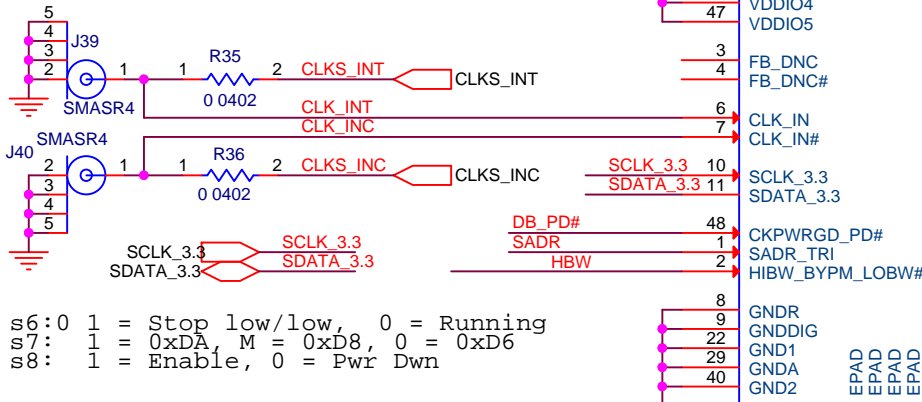 5
4
3
2
J39
1
SMASR4
1
R35
2
0 0402
CLKS_INT
CLKS_INT
CLK_INT
CLK_INC
J40
SMASR4
2
3
4
5
1
1
R36
2
0 0402
CLKS_INC
CLKS_INC
SCLK_3.3
SCLK_3.3
SDATA_3.3
SDATA_3.3
VDDIO4
47
VDDIO5
3
FB_DNC
4
FB_DNC#
6
CLK_IN
7
CLK_IN#
SCLK_3.3
10
SCLK_3.3
SDATA_3.3
11
SDATA_3.3
DB_PD#
48
CKPWRGD_PD#
SADR
1
SADR_TRI
HBW
2
HIBW_BYPM_LOBW#
8
GNDR
9
GNDDIG
22
GND1
29
GNDA
40
GND2
EPAD
EPAD
EPAD
EPAD
s6:0 1 = Stop low/low, 0 = Running
s7: 1 = 0xDA, M = 0xD8, 0 = 0xD6
s8: 1 = Enable, 0 = Pwr Dwn